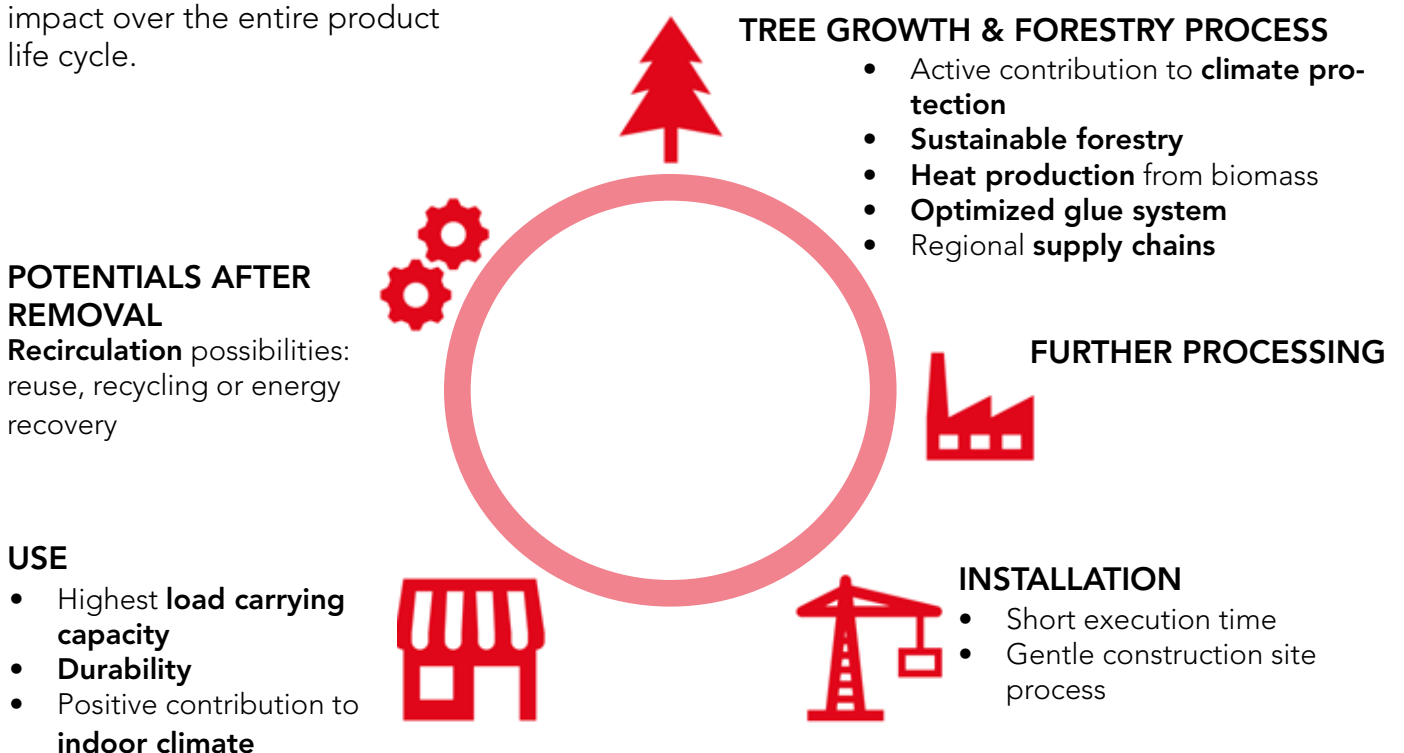 impact over the entire product
life cycle.
TREE GROWTH & FORESTRY PROCESS
• Active contribution to climate pro-
tection
• Sustainable forestry
• Heat production from biomass
• Optimized glue system
• Regional supply chains
FURTHER PROCESSING
INSTALLATION
• Short execution time
• Gentle construction site
process
USE
• Highest load carrying
capacity
• Durability
• Positive contribution to
indoor climate
POTENTIALS AFTER
REMOVAL
Recirculation possibilities:
reuse, recycling or energy
recovery